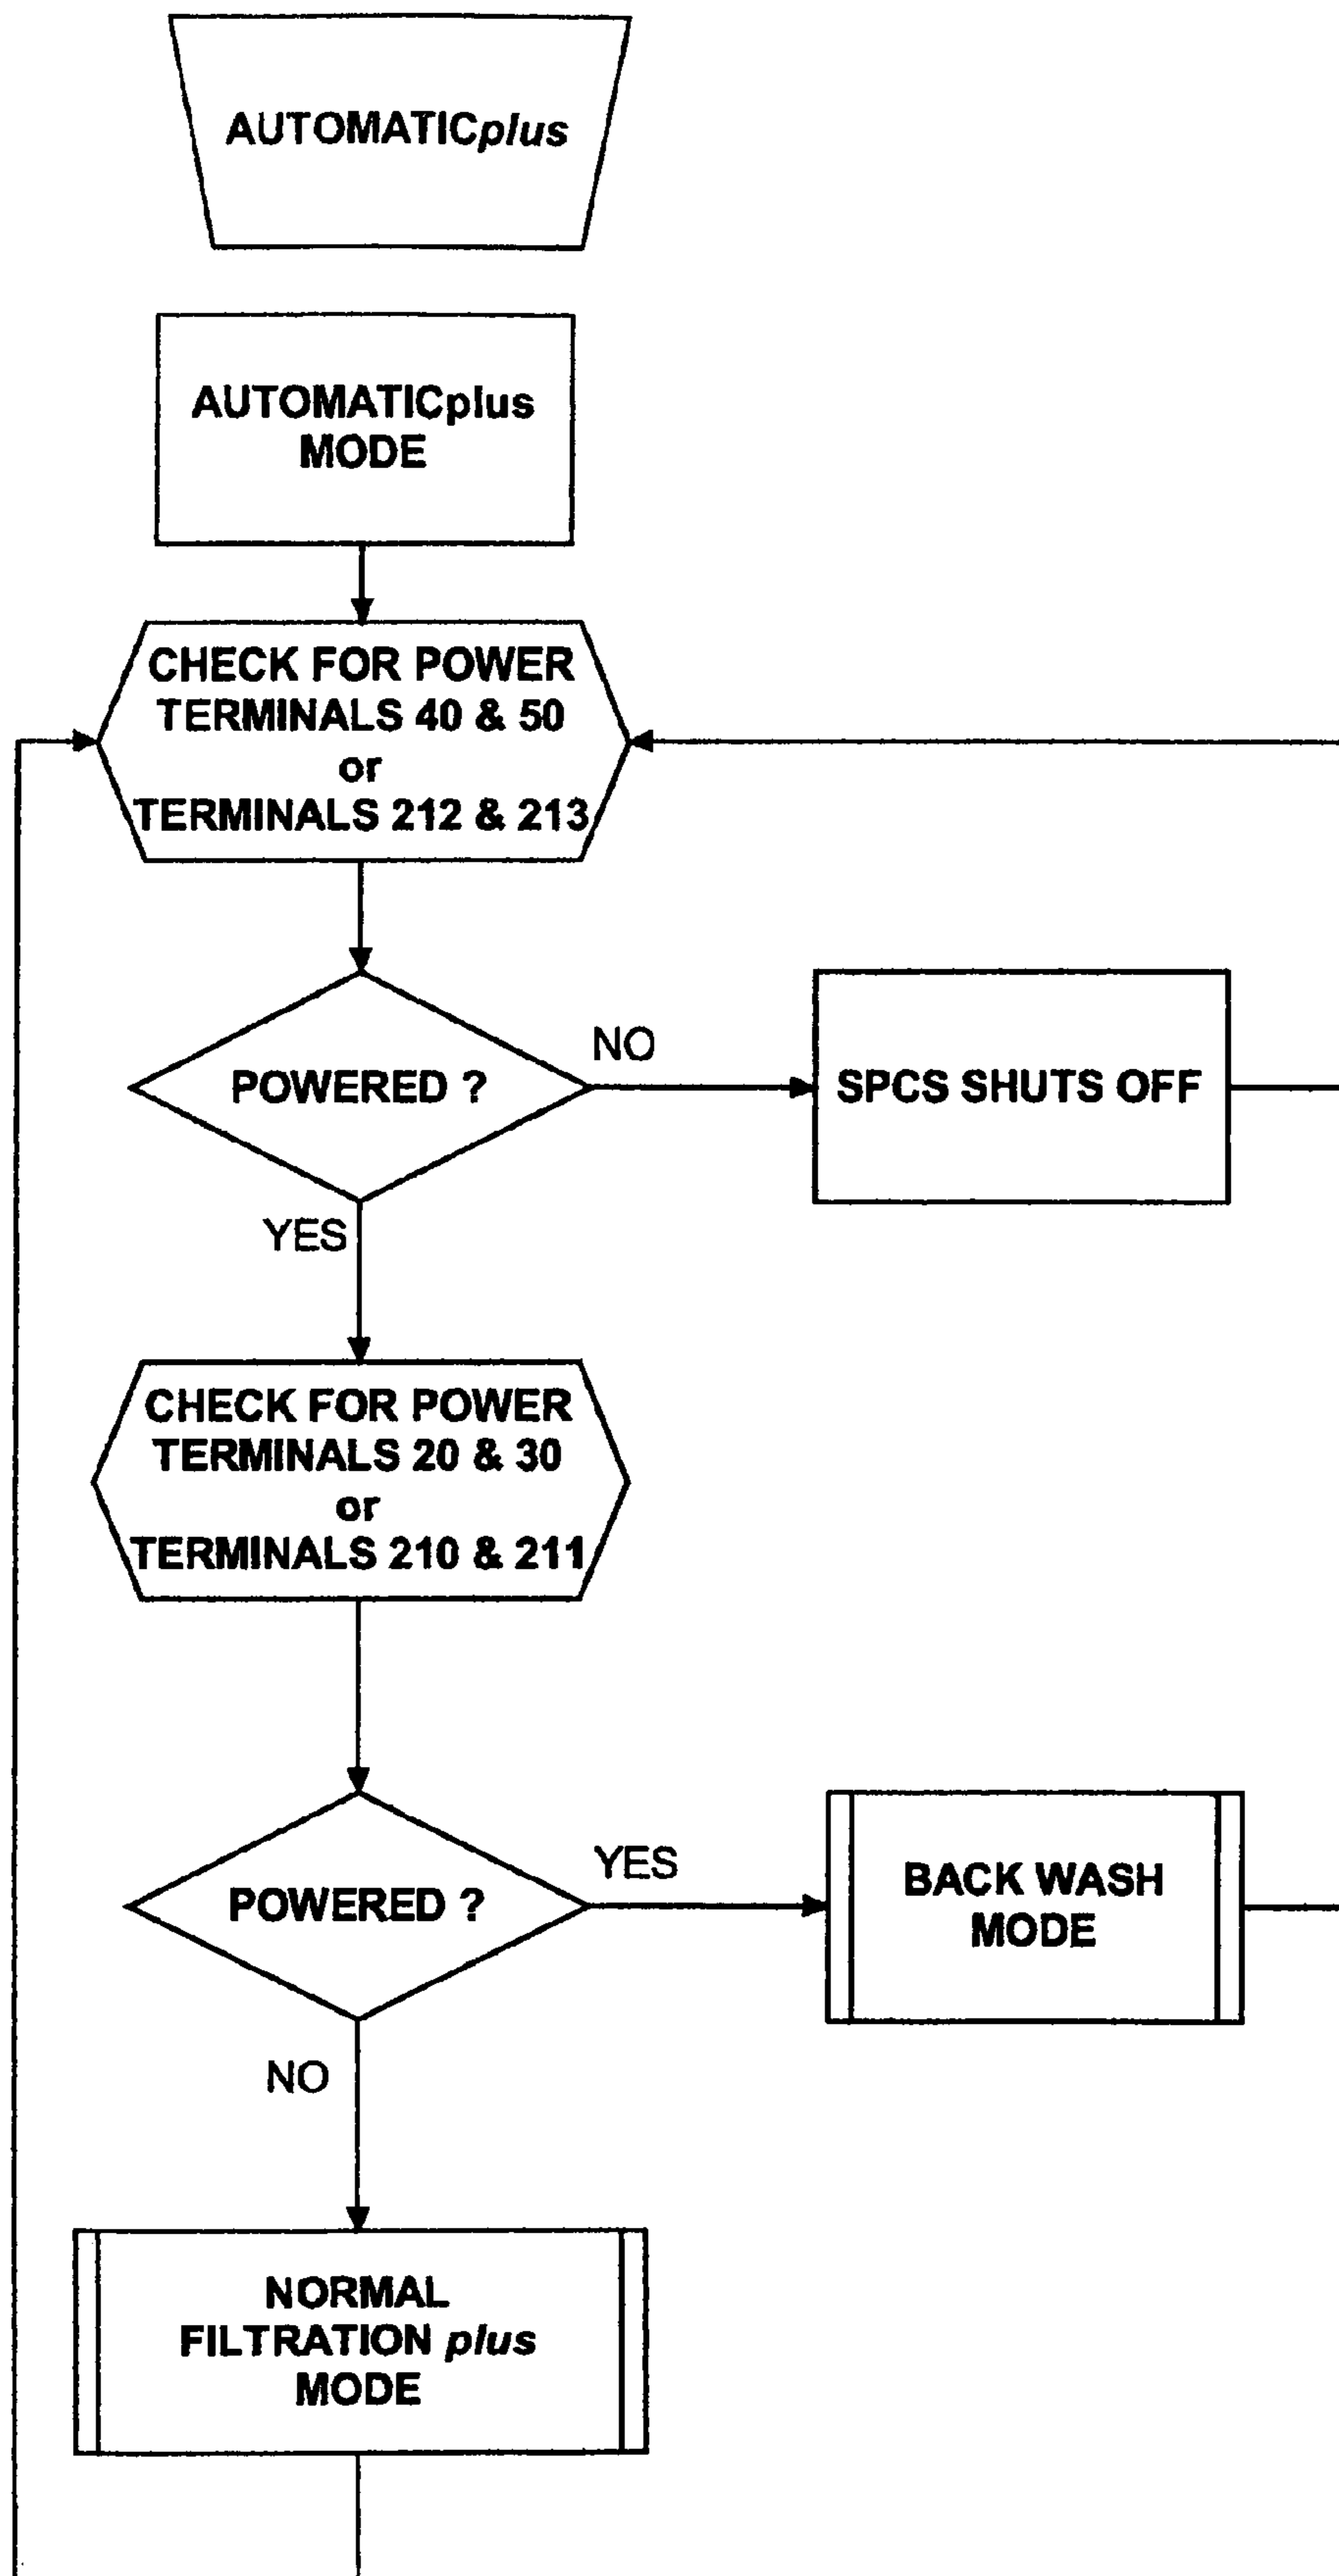 AUTOMATICplus
AUTOMATICplus
MODE
CHECK FOR POWER
TERMINALS 40 & 50
or
TERMINALS 212 & 213
POWERED ?
NO
SPCS SHUTS OFF
YES
CHECK FOR POWER
TERMINALS 20 & 30
or
TERMINALS 210 & 211
POWERED ?
YES
BACK WASH
MODE
NO
NORMAL
FILTRATION plus
MODE